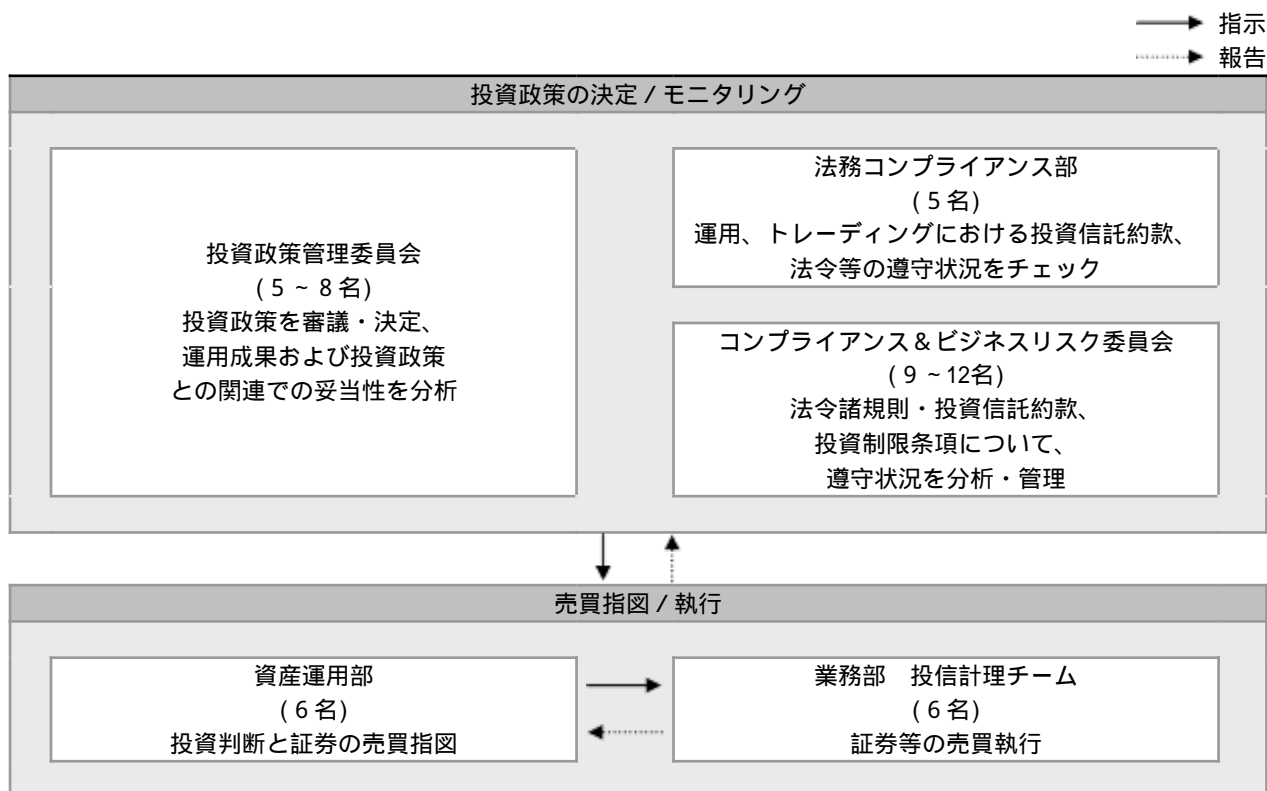 指示
報告
投資政策の決定/モニタリング
投資政策管理委員会
(5~8名)
投資政策を審議・決定、
運用成果および投資政策
との関連での妥当性を分析
法務コンプライアンス部
(5名)
運用、トレーディングにおける投資信託約款、
法令等の遵守状況をチェック
コンプライアンス&ビジネスリスク委員会
(9~12名)
法令諸規則・投資信託約款、
投資制限条項について、
遵守状況を分析・管理
売買指図/執行
資産運用部
(6名)
投資判断と証券の売買指図
業務部 投信計理チーム
(6名)
証券等の売買執行